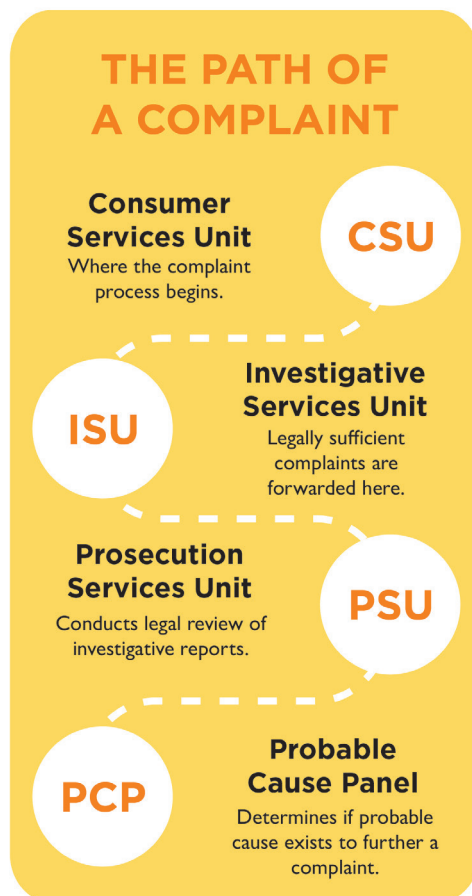 THE PATH OF
A COMPLAINT
Consumer
Services Unit
Where the complaint
process begins.
CSU
ISU
Investigative
Services Unit
Legally sufficient
complaints are
forwarded here.
Prosecution
Services Unit
Conducts legal review of
investigative reports.
PSU
PCP
Probable
Cause Panel
Determines if probable
cause exists to further a
complaint.